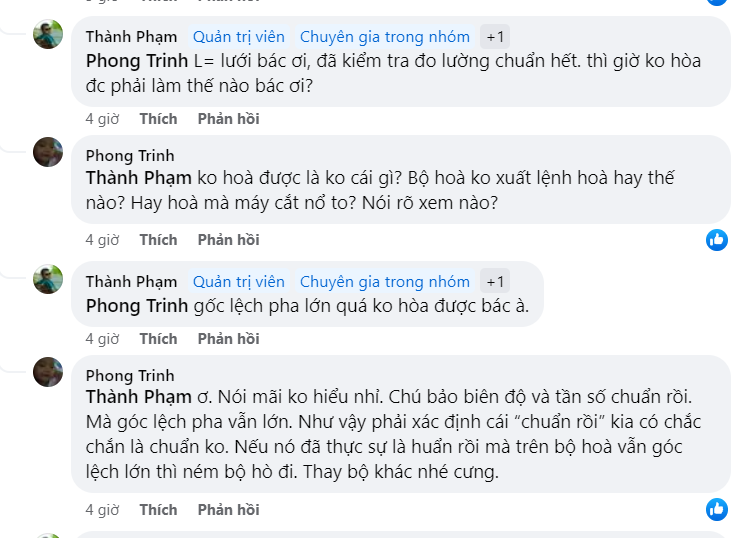 4 giờ Thích Phản hồi
Thành Phạm Quản trị viên Chuyên gia trong nhóm +1
Phong Trinh L= lưới bác ơi, đã kiểm tra đo lường chuẩn hết. thì giờ ko hòa
đc phải làm thế nào bác ơi?
4 giờ Thích Phản hồi
Phong Trinh
Thành Phạm ko hoà được là ko cái gì? Bộ hoà ko xuất lệnh hoà hay thế
nào? Hay hoà mà máy cắt nổ to? Nói rõ xem nào?
4 giờ Thích Phản hồi
Thành Phạm Quản trị viên Chuyên gia trong nhóm +1
Phong Trinh gốc lệch pha lớn quá ko hòa được bác à.
4 giờ Thích Phản hồi
Phong Trinh
Thành Phạm ơ. Nói mãi ko hiểu nhỉ. Chú bảo biên độ và tần số chuẩn rồi.
Mà góc lệch pha vẫn lớn. Như vậy phải xác định cái “chuẩn rồi” kia có chắc
chắn là chuẩn ko. Nếu nó đã thực sự là huẩn rồi mà trên bộ hoà vẫn góc
lệch lớn thì ném bộ hò đi. Thay bộ khác nhé cưng.
4 giờ Thích Phản hồi